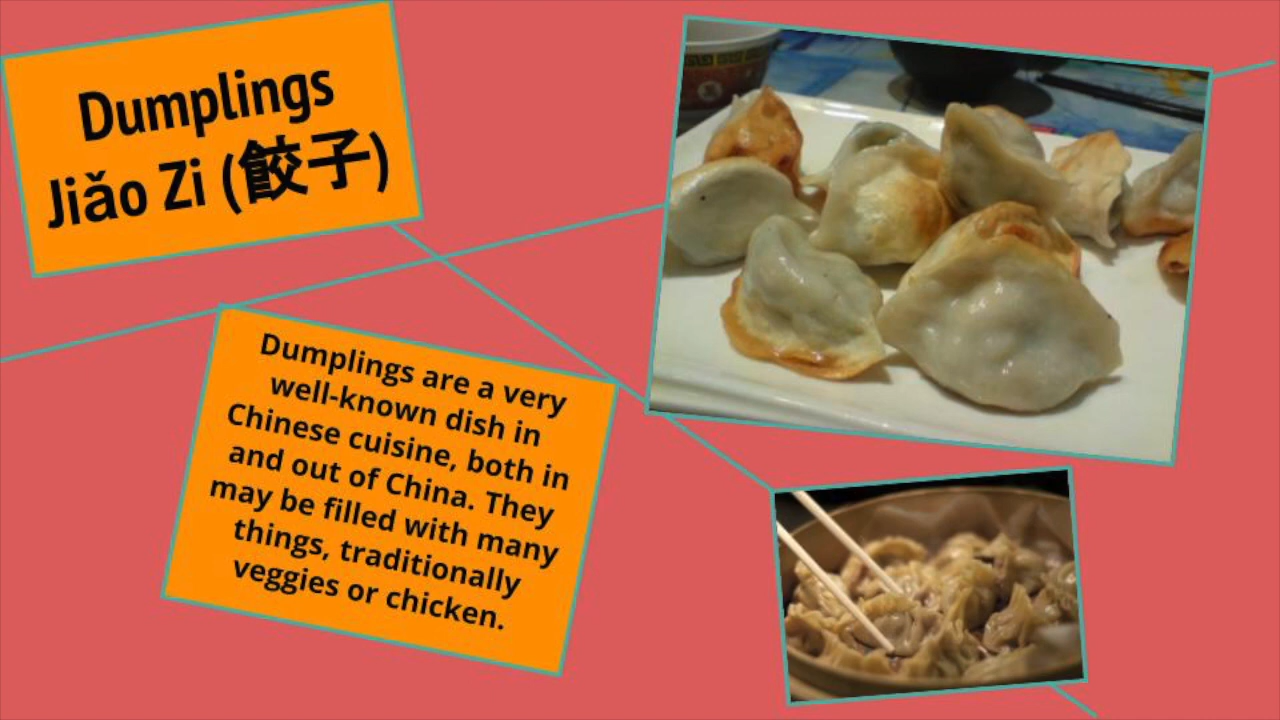 Dumplings
Jiǎo Zi (餃子)
Dumplings are a very
well-known dish in
Chinese cuisine, both in
and out of China. They
may be filled with many
things, traditionally
veggies or chicken.